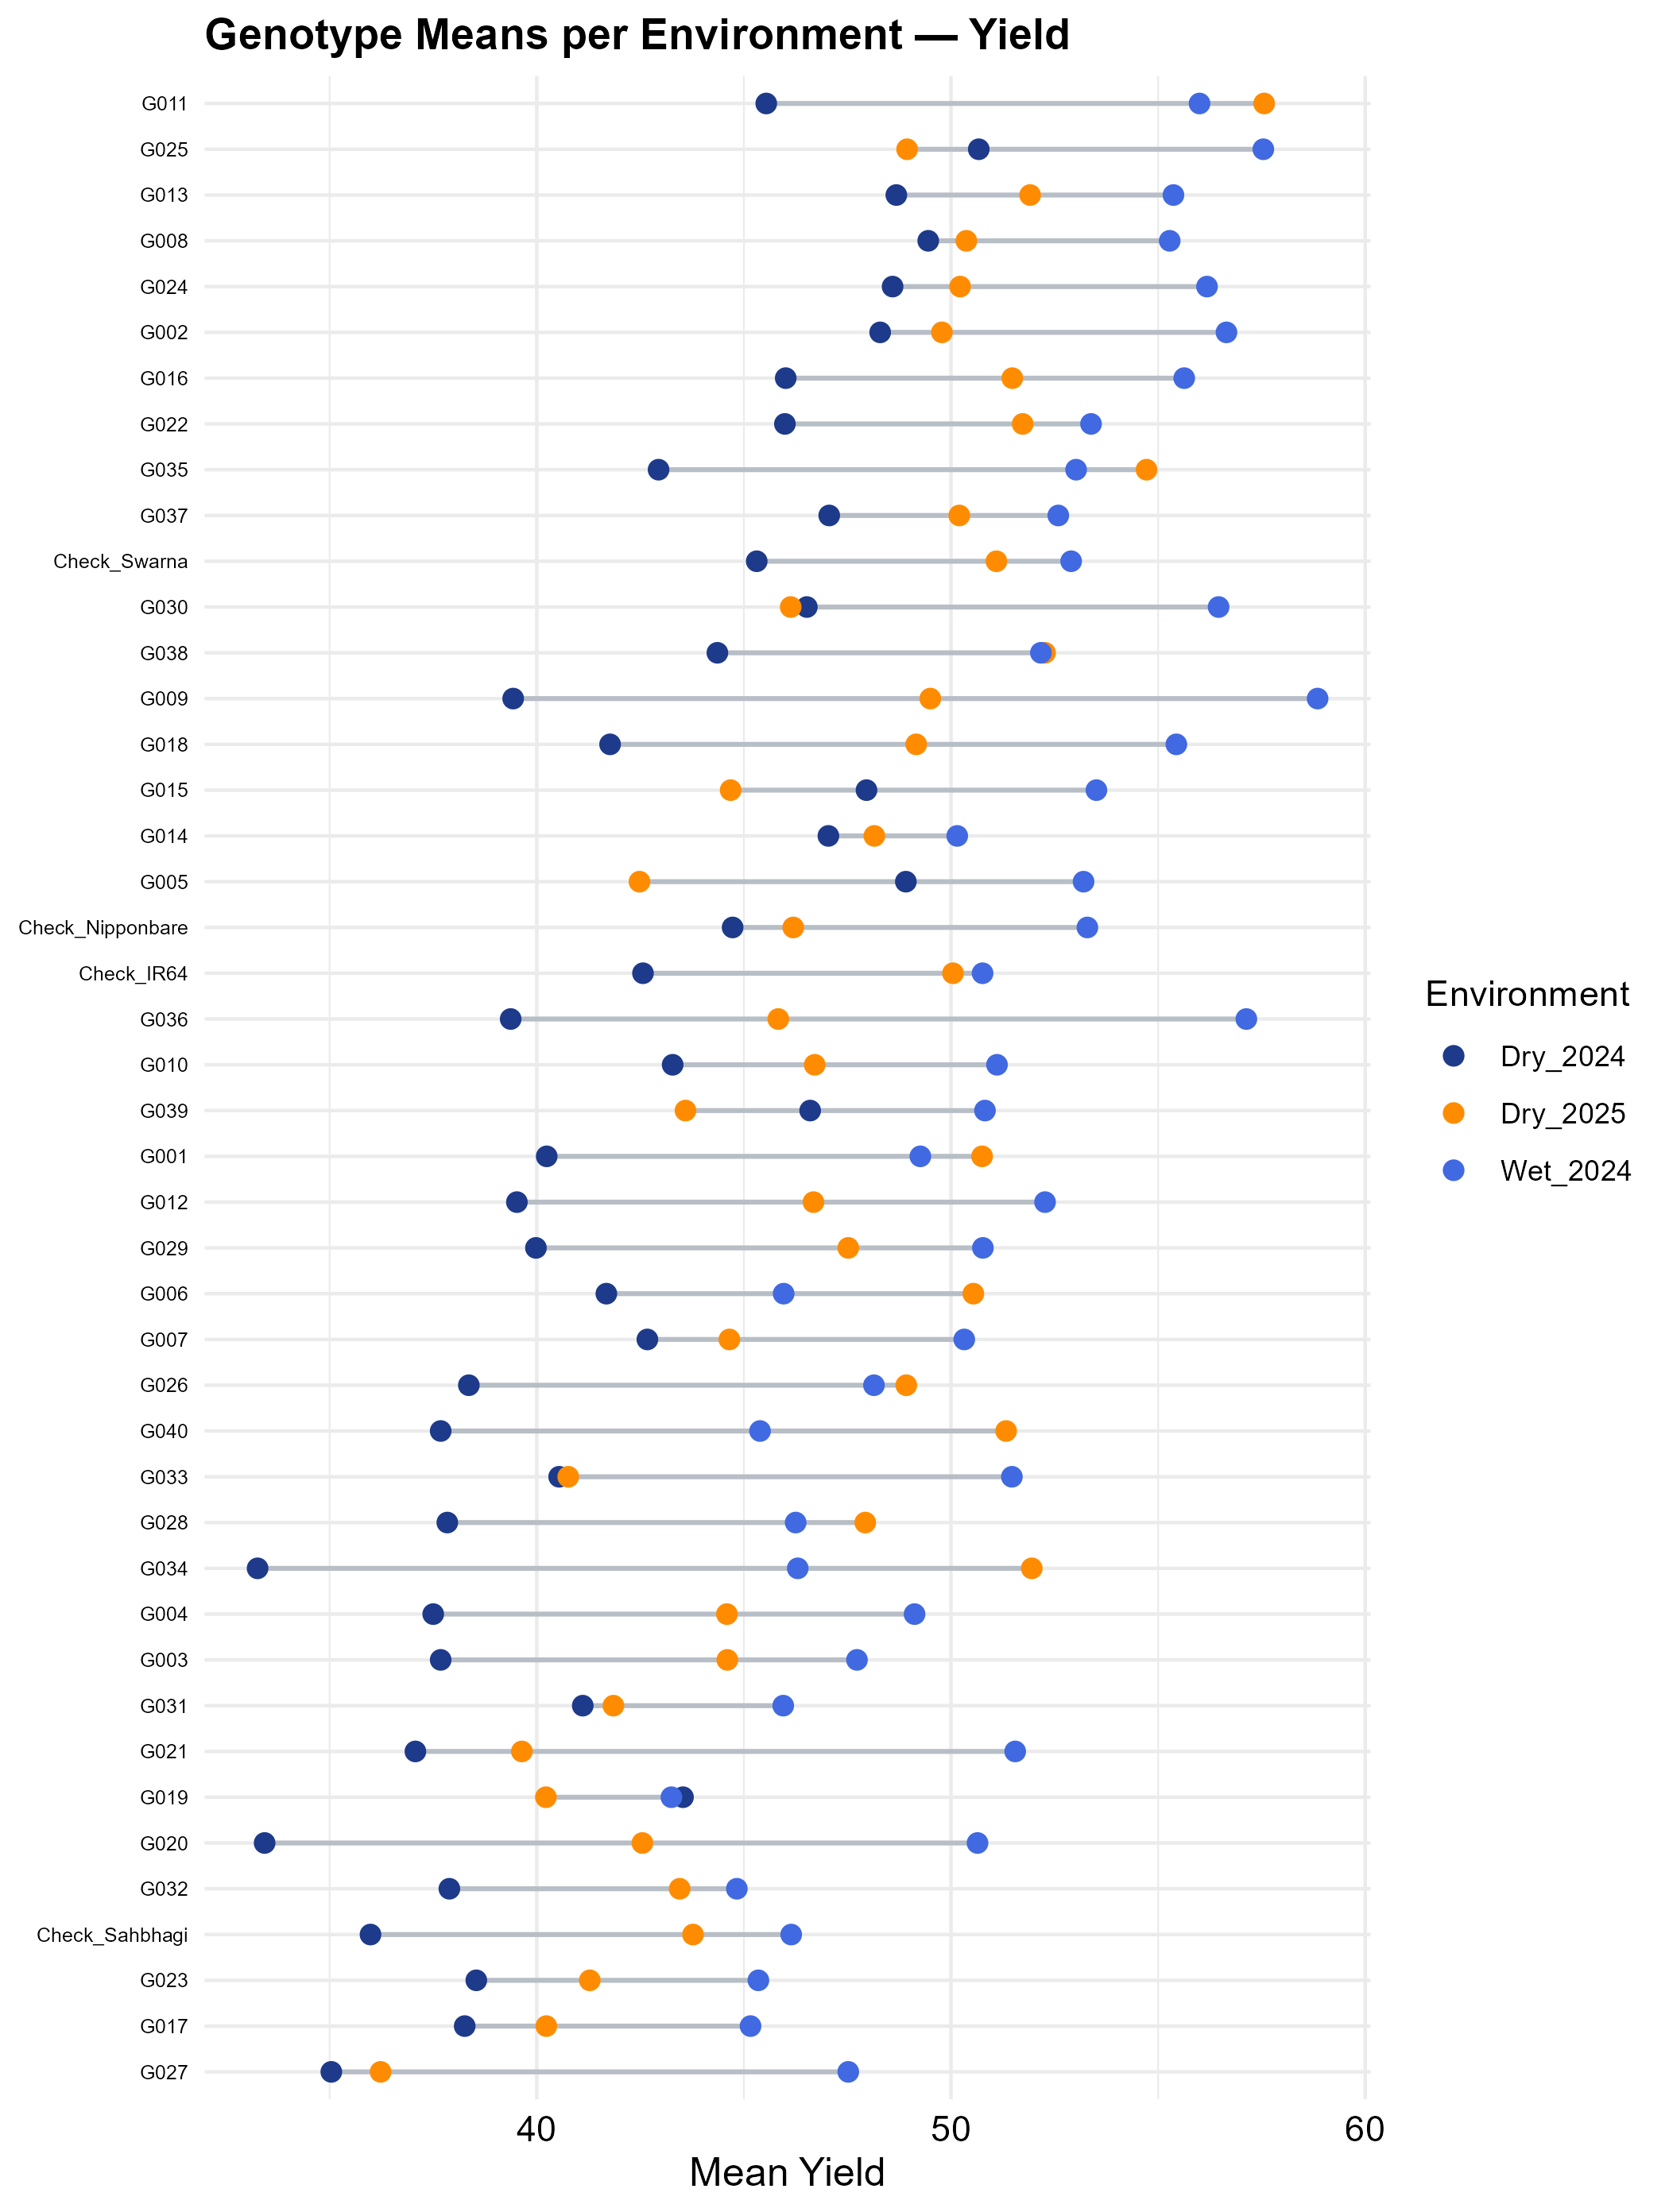 Genotype Means per Environment — Yield
G011
G025
G013
G008
G024
G002
G016
G022
G035
G037
Check_Swarna
G030
G038
G009
G018
G015
G014
G005
Check_Nipponbare
Check_IR64
G036
G010
G039
G001
G012
G029
G006
G007
G026
G040
G033
G028
G034
G004
G003
G031
G021
G019
G020
G032
Check_Sahbhagi
G023
G017
G027
40 50 60
Mean Yield
Environment
Dry_2024
Dry_2025
Wet_2024